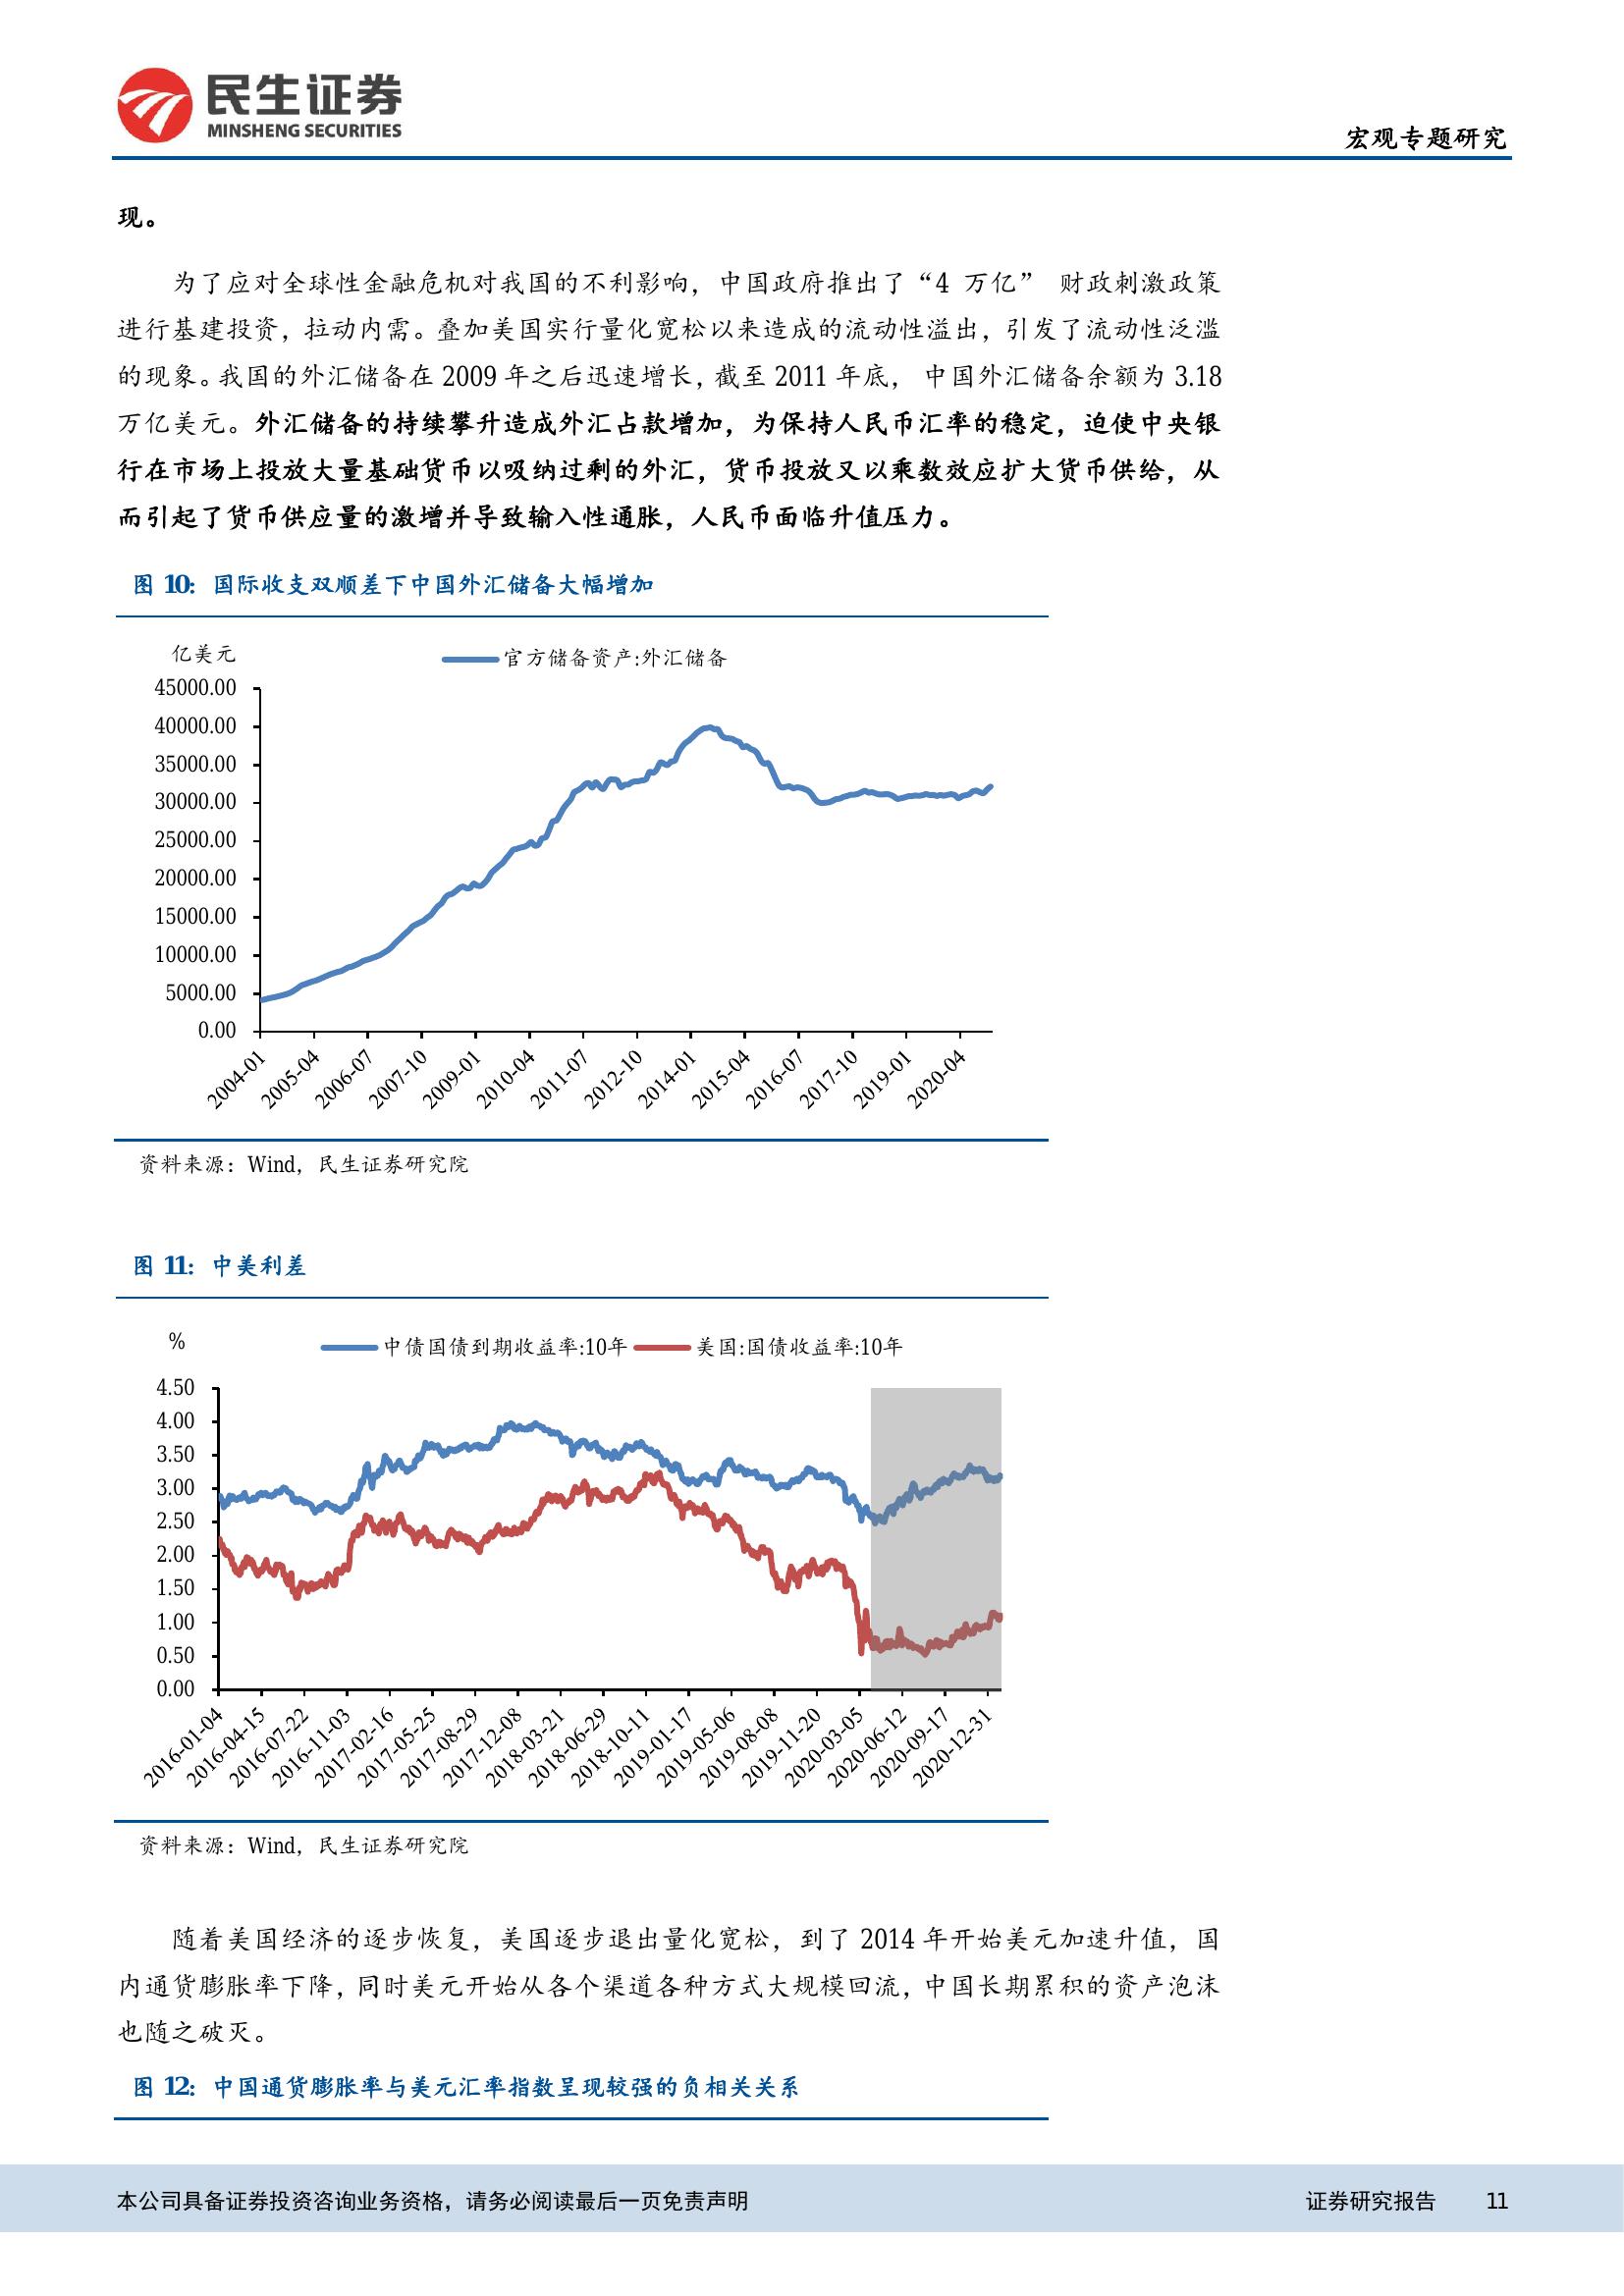 民生证券
MINSHENG SECURITIES
宏观专题研究
现。
为了应对全球性金融危机对我国的不利影响，中国政府推出了“4 万亿” 财政刺激政策
进行基建投资，拉动内需。叠加美国实行量化宽松以来造成的流动性溢出，引发了流动性泛滥
的现象。我国的外汇储备在 2009 年之后迅速增长，截至 2011 年底， 中国外汇储备余额为 3.18
万亿美元。外汇储备的持续攀升造成外汇占款增加，为保持人民币汇率的稳定，迫使中央银
行在市场上投放大量基础货币以吸纳过剩的外汇，货币投放又以乘数效应扩大货币供给，从
而引起了货币供应量的激增并导致输入性通胀，人民币面临升值压力。
图 10：国际收支双顺差下中国外汇储备大幅增加
亿美元
官方储备资产:外汇储备
45000.00
40000.00
35000.00
30000.00
25000.00
20000.00
15000.00
10000.00
5000.00
0.00
2004-01
2005-04
2006-07
2007-10
2009-01
2010-04
2011-07
2012-10
2014-01
2015-04
2016-07
2017-10
2019-01
2020-04
资料来源：Wind，民生证券研究院
图 11：中美利差
%
中债国债到期收益率:10年
美国:国债收益率:10年
4.50
4.00
3.50
3.00
2.50
2.00
1.50
1.00
0.50
0.00
2016-01-04
2016-04-15
2016-07-22
2016-11-03
2017-02-16
2017-05-25
2017-08-29
2017-12-08
2018-03-21
2018-06-29
2018-10-11
2019-01-17
2019-05-06
2019-08-08
2019-11-20
2020-03-05
2020-06-12
2020-09-17
2020-12-31
资料来源：Wind，民生证券研究院
随着美国经济的逐步恢复，美国逐步退出量化宽松，到了 2014 年开始美元加速升值，国
内通货膨胀率下降，同时美元开始从各个渠道各种方式大规模回流，中国长期累积的资产泡沫
也随之破灭。
图 12：中国通货膨胀率与美元汇率指数呈现较强的负相关关系
本公司具备证券投资咨询业务资格，请务必阅读最后一页免责声明
证券研究报告 11